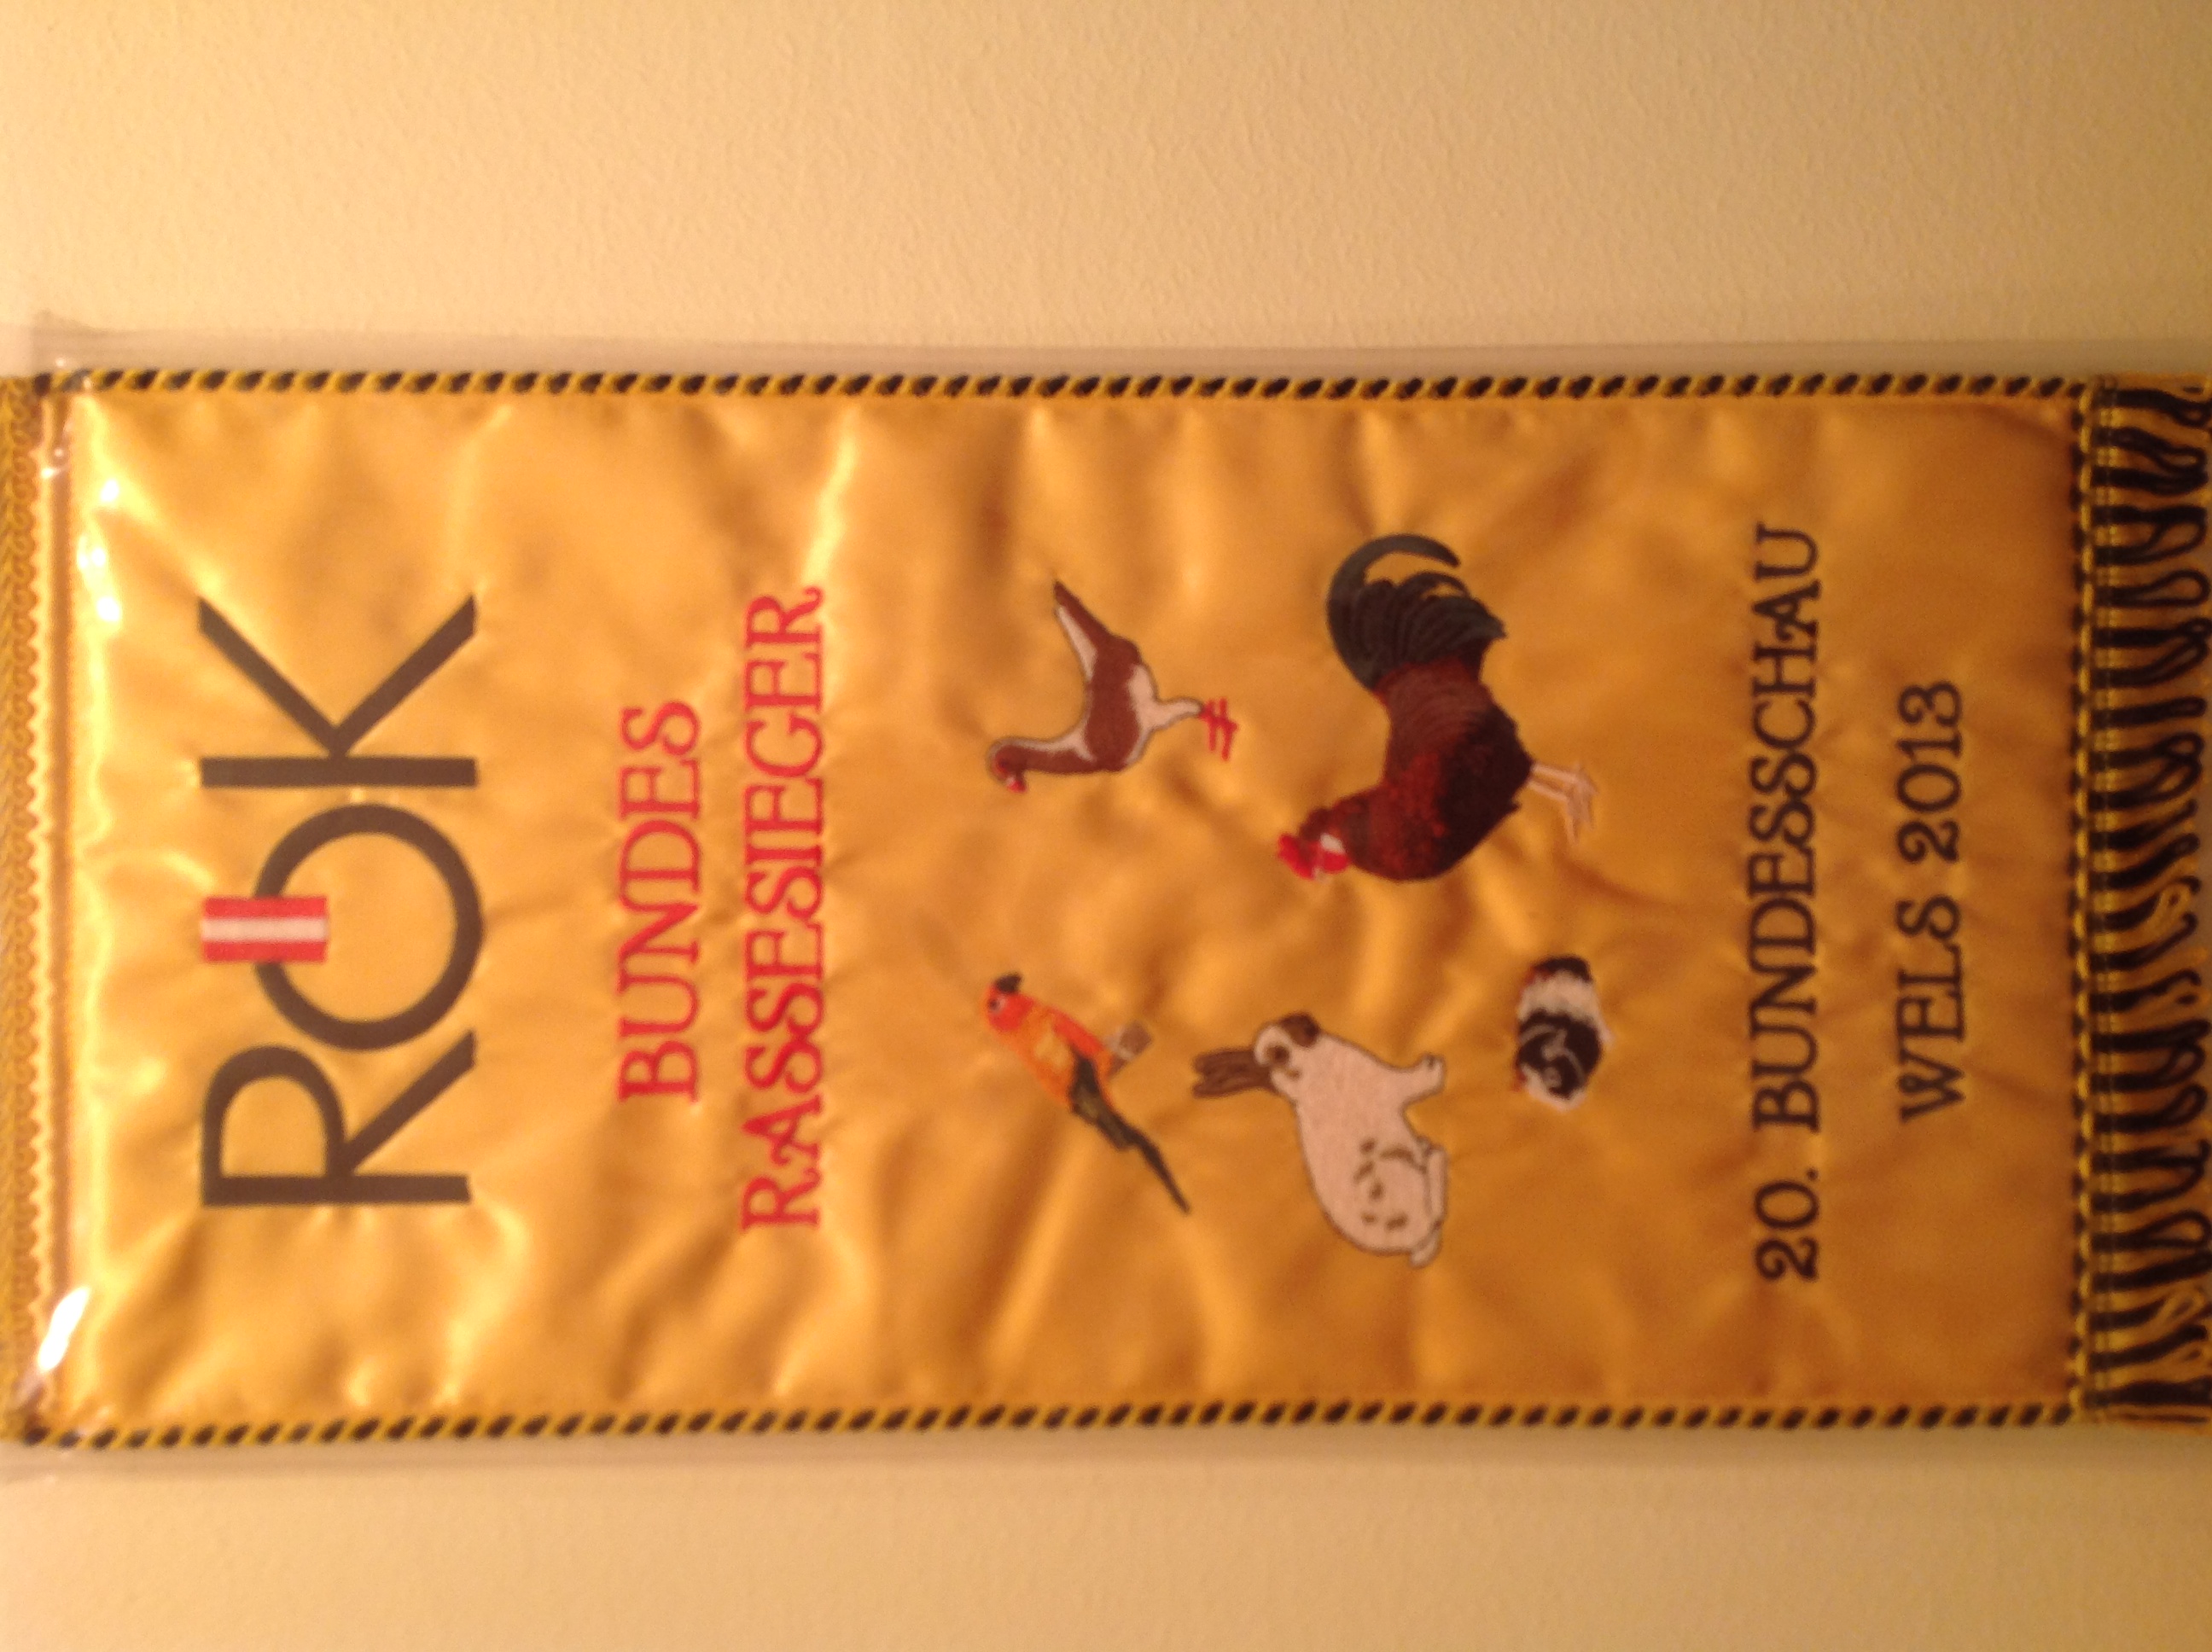 RÖK
BUNDES
RASSESIEGER
20. BUNDESSCHAU
WELS 2013